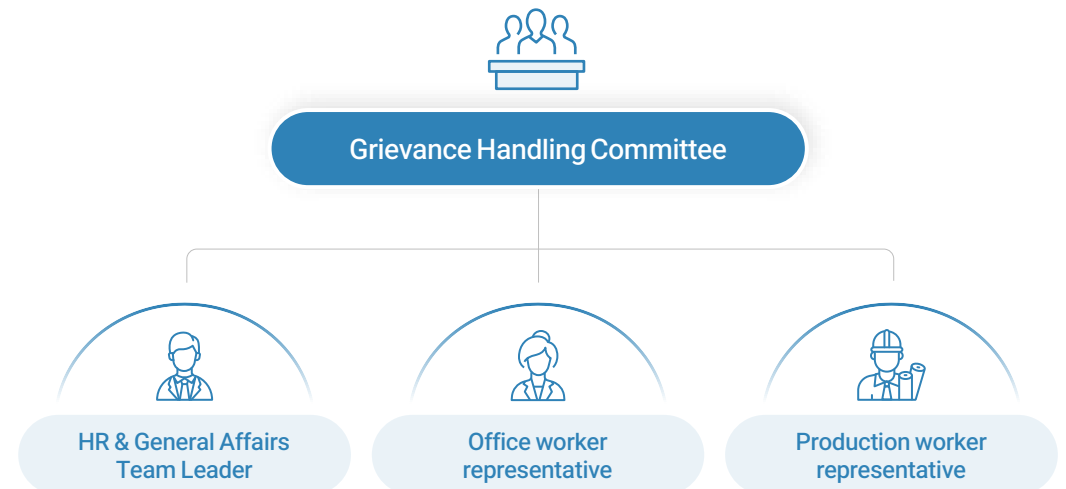 Grievance Handling Committee
HR & General Affairs
Team Leader
Office worker
representative
Production worker
representative